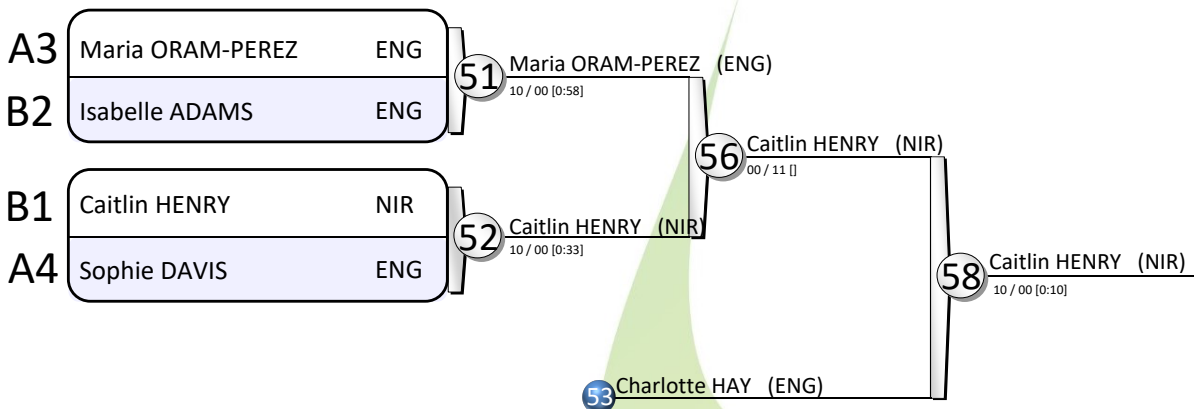 A3 Maria ORAM-PEREZ ENG
B2 Isabelle ADAMS ENG
51 Maria ORAM-PEREZ (ENG)
10 / 00 [0:58]
56 Caitlin HENRY (NIR)
00 / 11 []
B1 Caitlin HENRY NIR
A4 Sophie DAVIS ENG
52 Caitlin HENRY (NIR)
10 / 00 [0:33]
58 Caitlin HENRY (NIR)
10 / 00 [0:10]
53 Charlotte HAY (ENG)